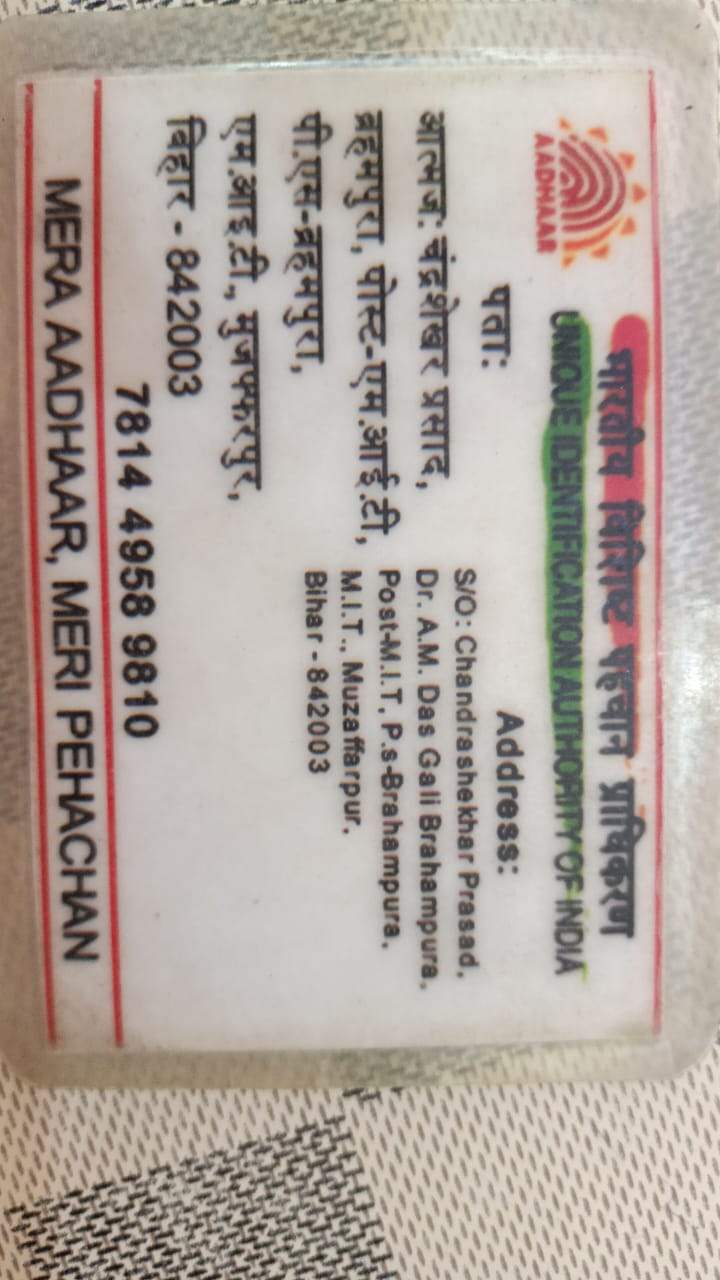 भारतीय विशिष्ट पहचान प्राधिकरण
UNIQUE IDENTIFICATION AUTHORITY OF INDIA
AADHAAR
पता:
आत्मज: चंद्रशेखर प्रसाद,
ब्रहमपुरा, पोस्ट-एम.आई.टी,
पी.एस-ब्रहमपुरा,
एम.आइ.टी., मुजफ्फरपुर,
बिहार - 842003
Address:
S/O: Chandrashekhar Prasad,
Dr. A.M. Das Gali Brahampura,
Post-M.I.T, P.s-Brahampura,
M.I.T., Muzaffarpur,
Bihar - 842003
7814 4958 9810
MERA AADHAAR, MERI PEHACHAN